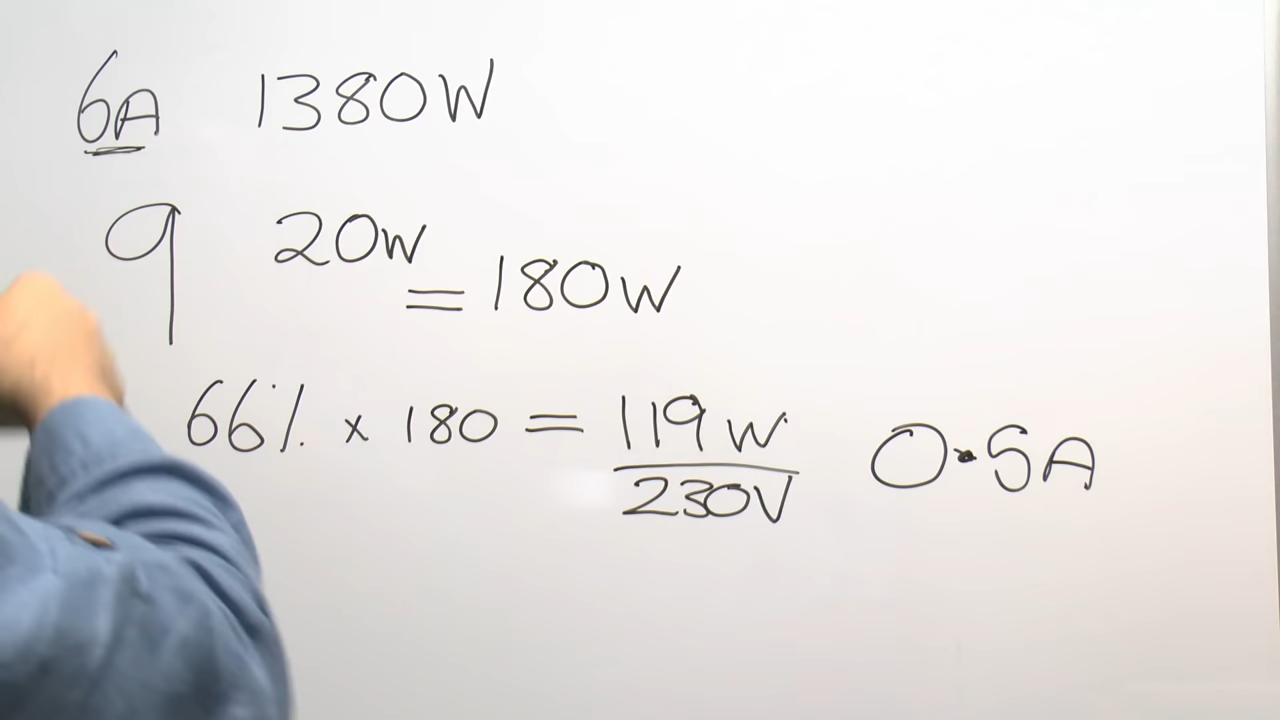 6A 1380W
9 20W
= 180W
66% x 180 = 119W 0.5A
230V